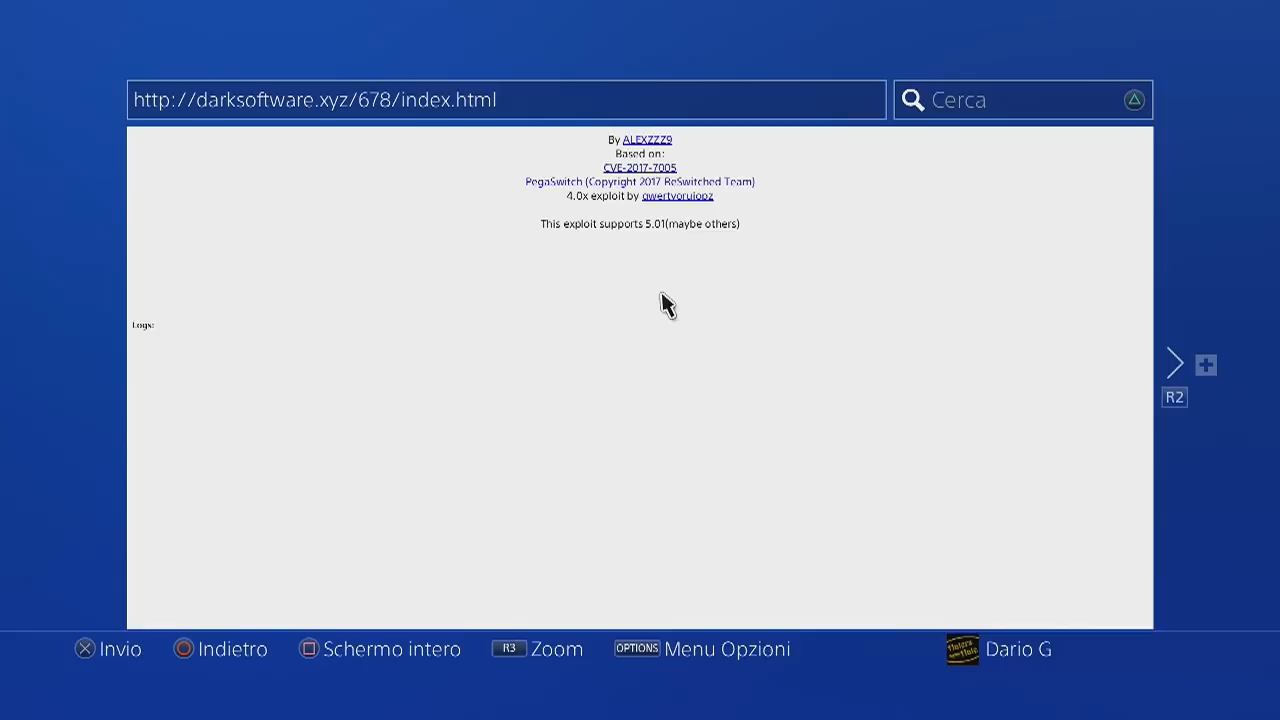 http://darksoftware.xyz/678/index.html
Cerca
By ALEXZZZ9
Based on:
CVE-2017-7005
PegaSwitch (Copyright 2017 ReSwitched Team)
4.0x exploit by qwertyoruiopz
This exploit supports 5.01(maybe others)
Logs:
R2
Invio
Indietro
Schermo intero
R3 Zoom
OPTIONS Menu Opzioni
Dario G